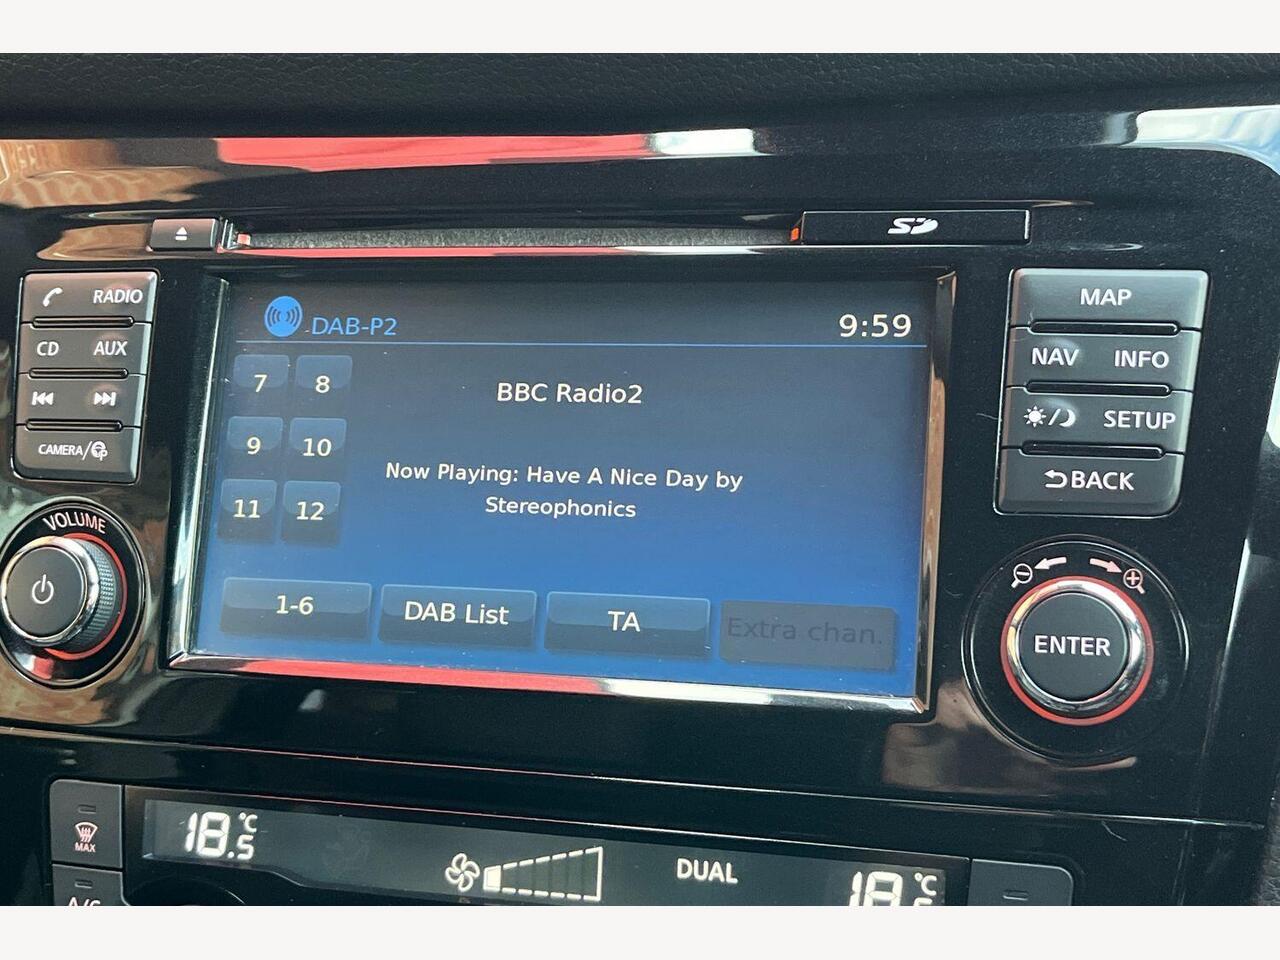 SD
RADIO
CD AUX
CAMERA/
VOLUME
DAB-P2
9:59
7 8
9 10
11 12
BBC Radio2
Now Playing: Have A Nice Day by
Stereophonics
1-6
DAB List
TA
Extra chan.
MAP
NAV INFO
SETUP
BACK
ENTER
MAX
18.5°C
DUAL
18 °C
A/C